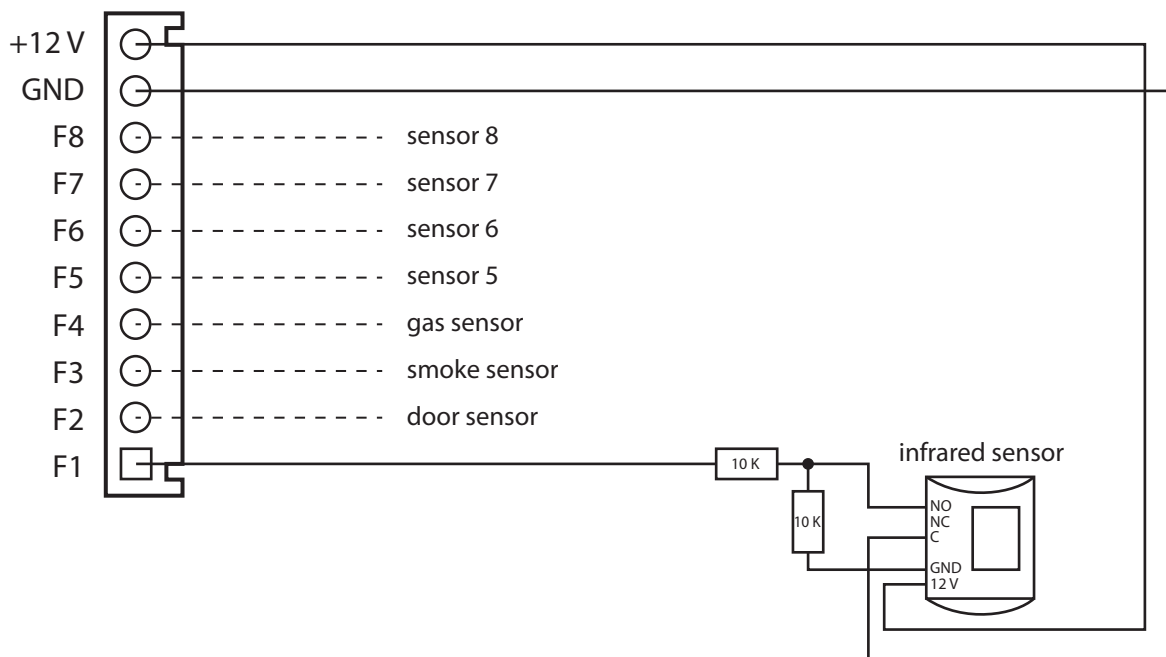 +12 V
GND
F8
sensor 8
F7
sensor 7
F6
sensor 6
F5
sensor 5
F4
gas sensor
F3
smoke sensor
F2
door sensor
F1
10 K
infrared sensor
10 K
NO
NC
C
GND
12 V